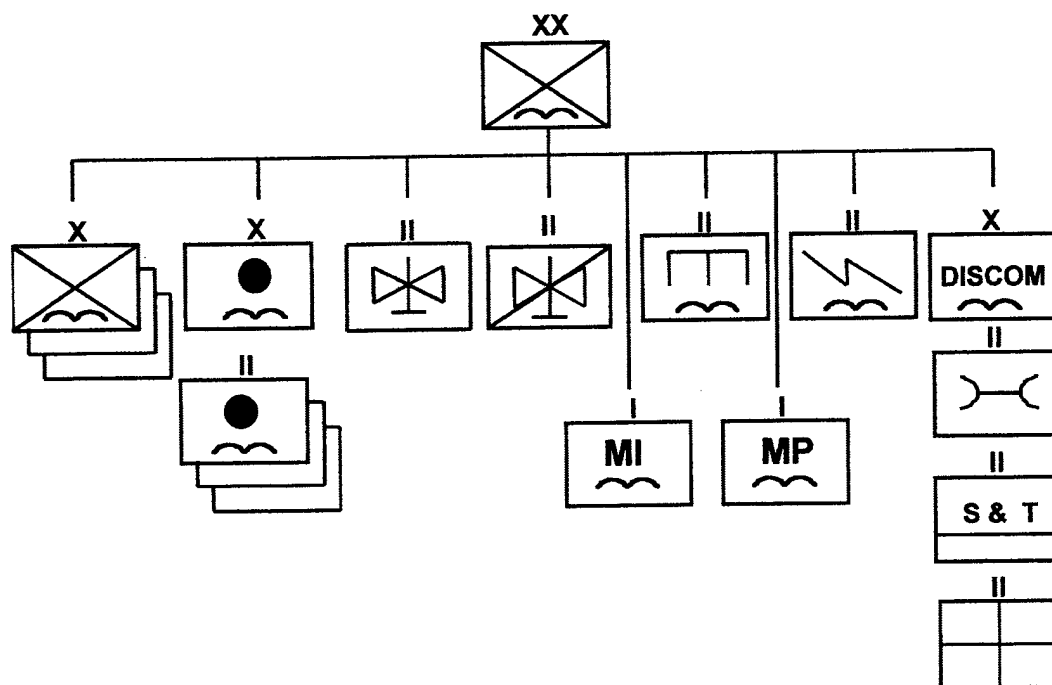 XX
X X II II II II X
DISCOM
II
I I
MI MP
II
II
S & T
II